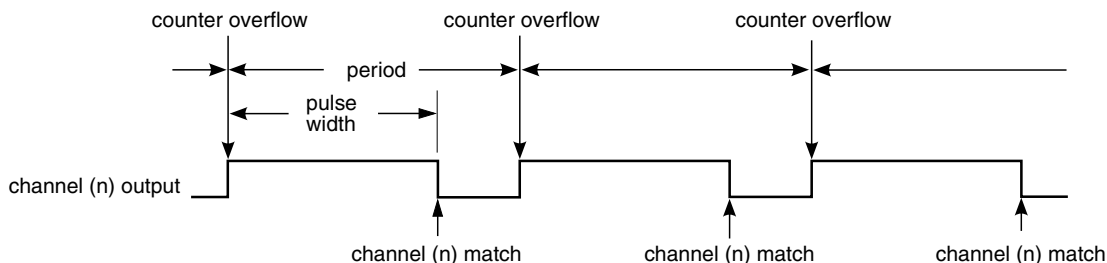 counter overflow counter overflow counter overflow
period
pulse
width
channel (n) output
channel (n) match channel (n) match channel (n) match